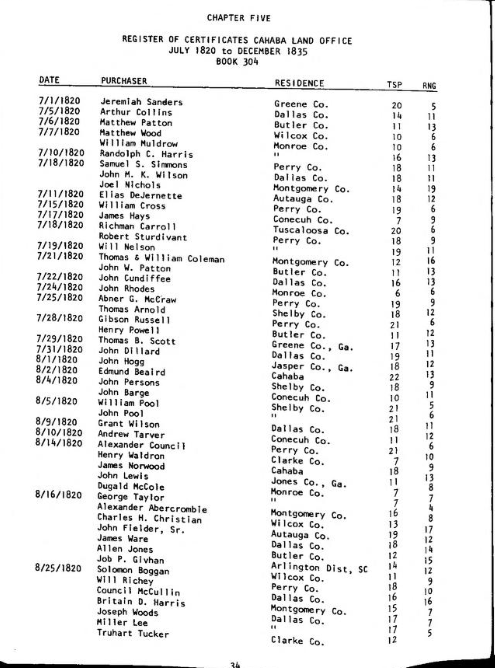 CHAPTER FIVE
REGISTER OF CERTIFICATES CAHABA LAND OFFICE
JULY 1820 to DECEMBER 1835
BOOK 304
DATE PURCHASER RESIDENCE TSP RNG
7/1/1820 Jeremiah Sanders Greene Co. 20 5
7/5/1820 Arthur Collins Dallas Co. 14 11
7/6/1820 Matthew Patton Butler Co. 11 13
7/7/1820 Matthew Wood Wilcox Co. 10 6
William Muldrow Monroe Co. 10 6
7/10/1820 Randolph C. Harris " 16 13
7/18/1820 Samuel S. Simmons Perry Co. 18 11
John M. K. Wilson Dallas Co. 18 11
Joel Nichols Montgomery Co. 14 19
7/11/1820 Elias DeJernette Autauga Co. 18 12
7/15/1820 William Cross Perry Co. 19 6
7/17/1820 James Hays Conecuh Co. 7 9
7/18/1820 Richman Carroll Tuscaloosa Co. 20 6
Robert Sturdivant Perry Co. 18 9
7/19/1820 Will Nelson " 19 11
7/21/1820 Thomas & William Coleman Montgomery Co. 12 16
John W. Patton Butler Co. 11 13
7/22/1820 John Cundiffee Dallas Co. 16 13
7/24/1820 John Rhodes Monroe Co. 6 6
7/25/1820 Abner G. McCraw Perry Co. 19 9
Thomas Arnold Shelby Co. 18 12
7/28/1820 Gibson Russell Perry Co. 21 6
Henry Powell Butler Co. 11 12
7/29/1820 Thomas B. Scott Greene Co., Ga. 17 13
7/31/1820 John Dillard Dallas Co. 19 11
8/1/1820 John Hogg Jasper Co., Ga. 18 12
8/2/1820 Edmund Beaird Cahaba 22 13
8/4/1820 John Persons Shelby Co. 18 9
John Barge Conecuh Co. 10 11
8/5/1820 William Pool Shelby Co. 21 5
John Pool " 21 6
8/9/1820 Grant Wilson Dallas Co. 18 11
8/10/1820 Andrew Tarver Conecuh Co. 11 12
8/14/1820 Alexander Council Perry Co. 21 6
Henry Waldron Clarke Co. 7 10
James Norwood Cahaba 18 9
John Lewis Jones Co., Ga. 11 13
Dugald McCole Monroe Co. 7 8
8/16/1820 George Taylor " 7 7
Alexander Abercrombie Montgomery Co. 16 4
Charles H. Christian Wilcox Co. 13 8
John Fielder, Sr. Autauga Co. 19 17
James Ware Dallas Co. 18 12
Allen Jones Butler Co. 12 14
Job P. Givhan Arlington Dist, SC 15
8/25/1820 Solomon Boggan Wilcox Co. 11 12
Will Richey Perry Co. 18 9
Council McCullin Dallas Co. 16 10
Britain D. Harris Montgomery Co. 15 16
Joseph Woods Dallas Co. 17 7
Miller Lee " 17 7
Truhart Tucker Clarke Co. 12 5
34